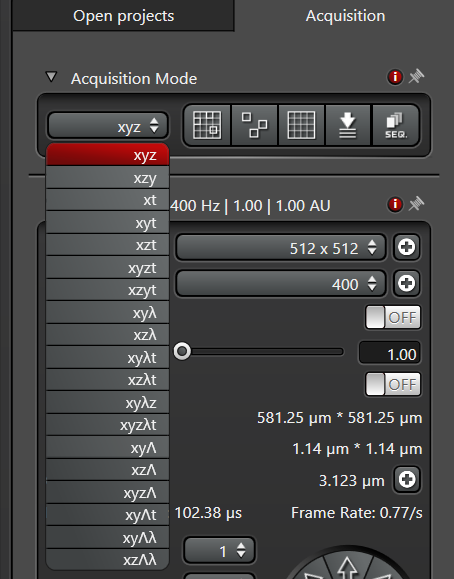 Open projects
Acquisition
Acquisition Mode
xyz
SEQ.
xyz
xzy
xt
xyt
xzt
xyzt
xzyt
xyλ
xzλ
xyλt
xzλt
xyλz
xyzλt
xyΛ
xzΛ
xyzΛ
xyΛt
xyΛλ
xzΛλ
400 Hz | 1.00 | 1.00 AU
512 x 512
400
OFF
1.00
OFF
581.25 µm * 581.25 µm
1.14 µm * 1.14 µm
3.123 µm
102.38 µs
Frame Rate: 0.77/s
1